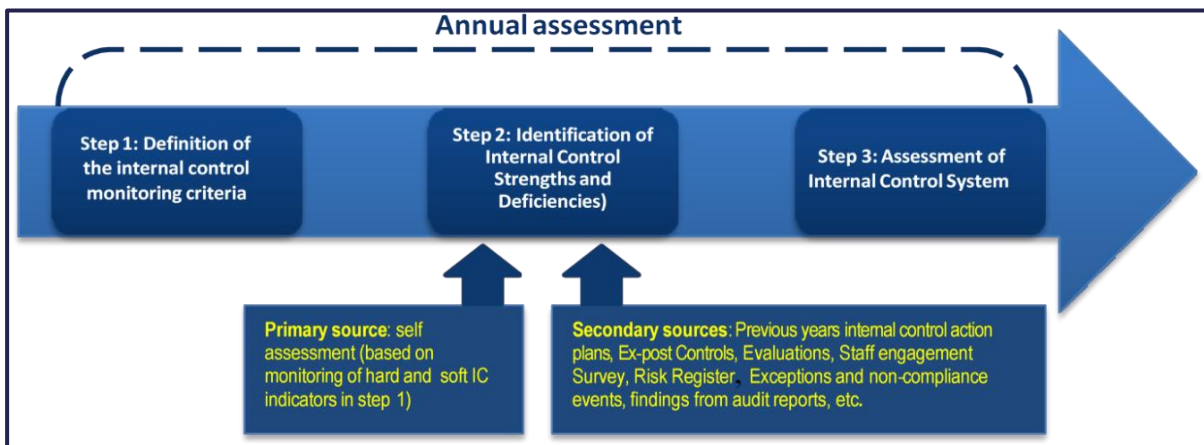 Annual assessment
Step 1: Definition of
the internal control
monitoring criteria
Step 2: Identification of
Internal Control
Strengths and
Deficiencies)
Step 3: Assessment of
Internal Control System
Primary source: self
assessment (based on
monitoring of hard and soft IC
indicators in step 1)
Secondary sources: Previous years internal control action
plans, Ex-post Controls, Evaluations, Staff engagement
Survey, Risk Register, Exceptions and non-compliance
events, findings from audit reports, etc.